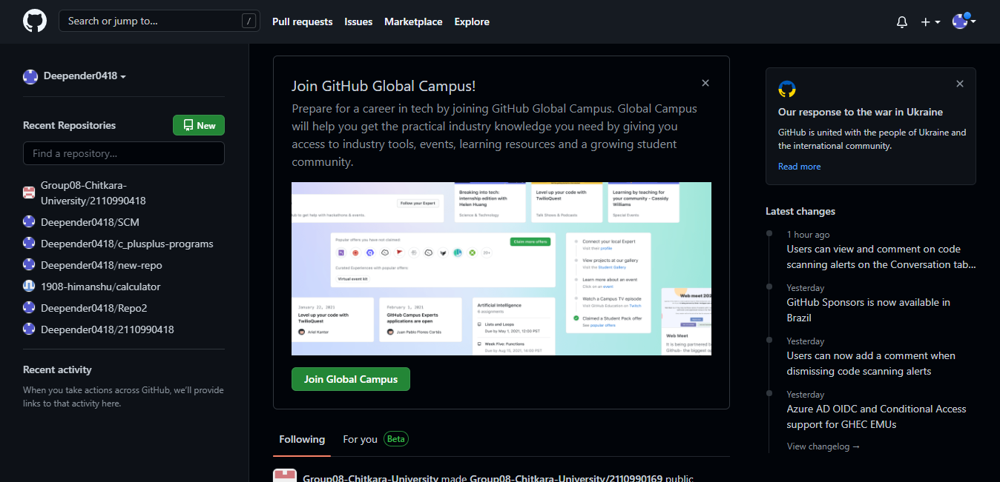 Search or jump to...
/
Pull requests
Issues
Marketplace
Explore
Deepender0418
Recent Repositories
New
Find a repository...
Group08-Chitkara-
University/2110990418
Deepender0418/SCM
Deepender0418/c_plusplus-programs
Deepender0418/new-repo
1908-himanshu/calculator
Deepender0418/Repo2
Deepender0418/2110990418
Recent activity
When you take actions across GitHub, we'll provide
links to that activity here.
Join GitHub Global Campus!
Prepare for a career in tech by joining GitHub Global Campus. Global Campus
will help you get the practical industry knowledge you need by giving you
access to industry tools, events, learning resources and a growing student
community.
Follow your Expert
ub to get help with hackathons & events.
Breaking into tech:
internship edition with
Helen Huang
Science & Technology
Level up your code with
TwilioQuest
Talk Shows & Podcasts
Learning by teaching for
your community - Cassidy
Williams
Special Events
Popular offers you have not claimed:
Claim more offers
20+
Curated Experiences with popular offers:
Virtual event kit
Connect your local Expert
Visit their profile
View projects at our gallery
Visit the Student Gallery
Learn more about an event
Click on an event
Watch a Campus TV episode
Visit GitHub Education on Twitch
Claimed a Student Pack offer
See popular offers
January 22, 2021
Level up your code with
TwilioQuest
Ariel Kanter
February 1, 2021
GitHub Campus Experts
applications are open
Juan Pablo Flores Cortés
Artificial Intelligence
6 assignments
Lists and Loops
Due by May 1, 2021, 12:00 PST
Week Five: Functions
Due by Aug 15, 2021, 14:00 PST
Web meet 202
Web Meet
It is being partnered b
Github- the biggest o
Join Global Campus
Following
For you
Beta
Group08-Chitkara-University made Group08-Chitkara-University/2110990169 public
Our response to the war in Ukraine
GitHub is united with the people of Ukraine and
the international community.
Read more
Latest changes
1 hour ago
Users can view and comment on code
scanning alerts on the Conversation tab...
Yesterday
GitHub Sponsors is now available in
Brazil
Yesterday
Users can now add a comment when
dismissing code scanning alerts
Yesterday
Azure AD OIDC and Conditional Access
support for GHEC EMUs
View changelog →